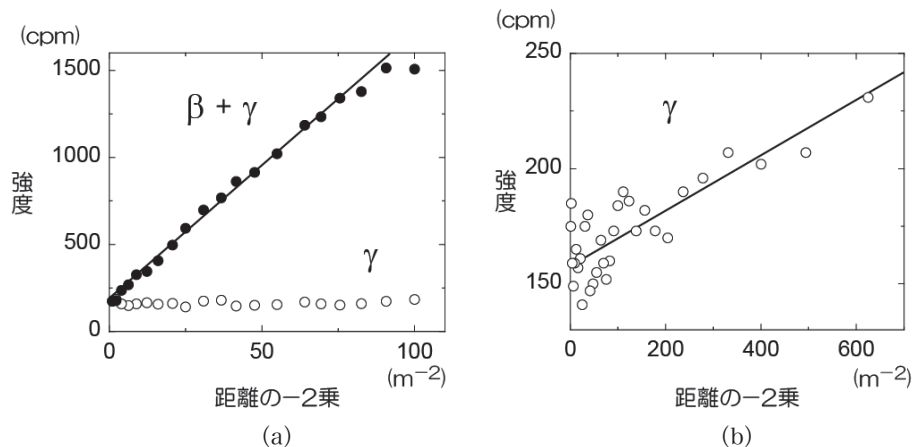 (cpm)
1500
1000
500
0
強度
β + γ
γ
0 50 100
(m⁻²)
距離の−2乗
(a)
(cpm)
250
200
150
強度
γ
0 200 400 600
(m⁻²)
距離の−2乗
(b)